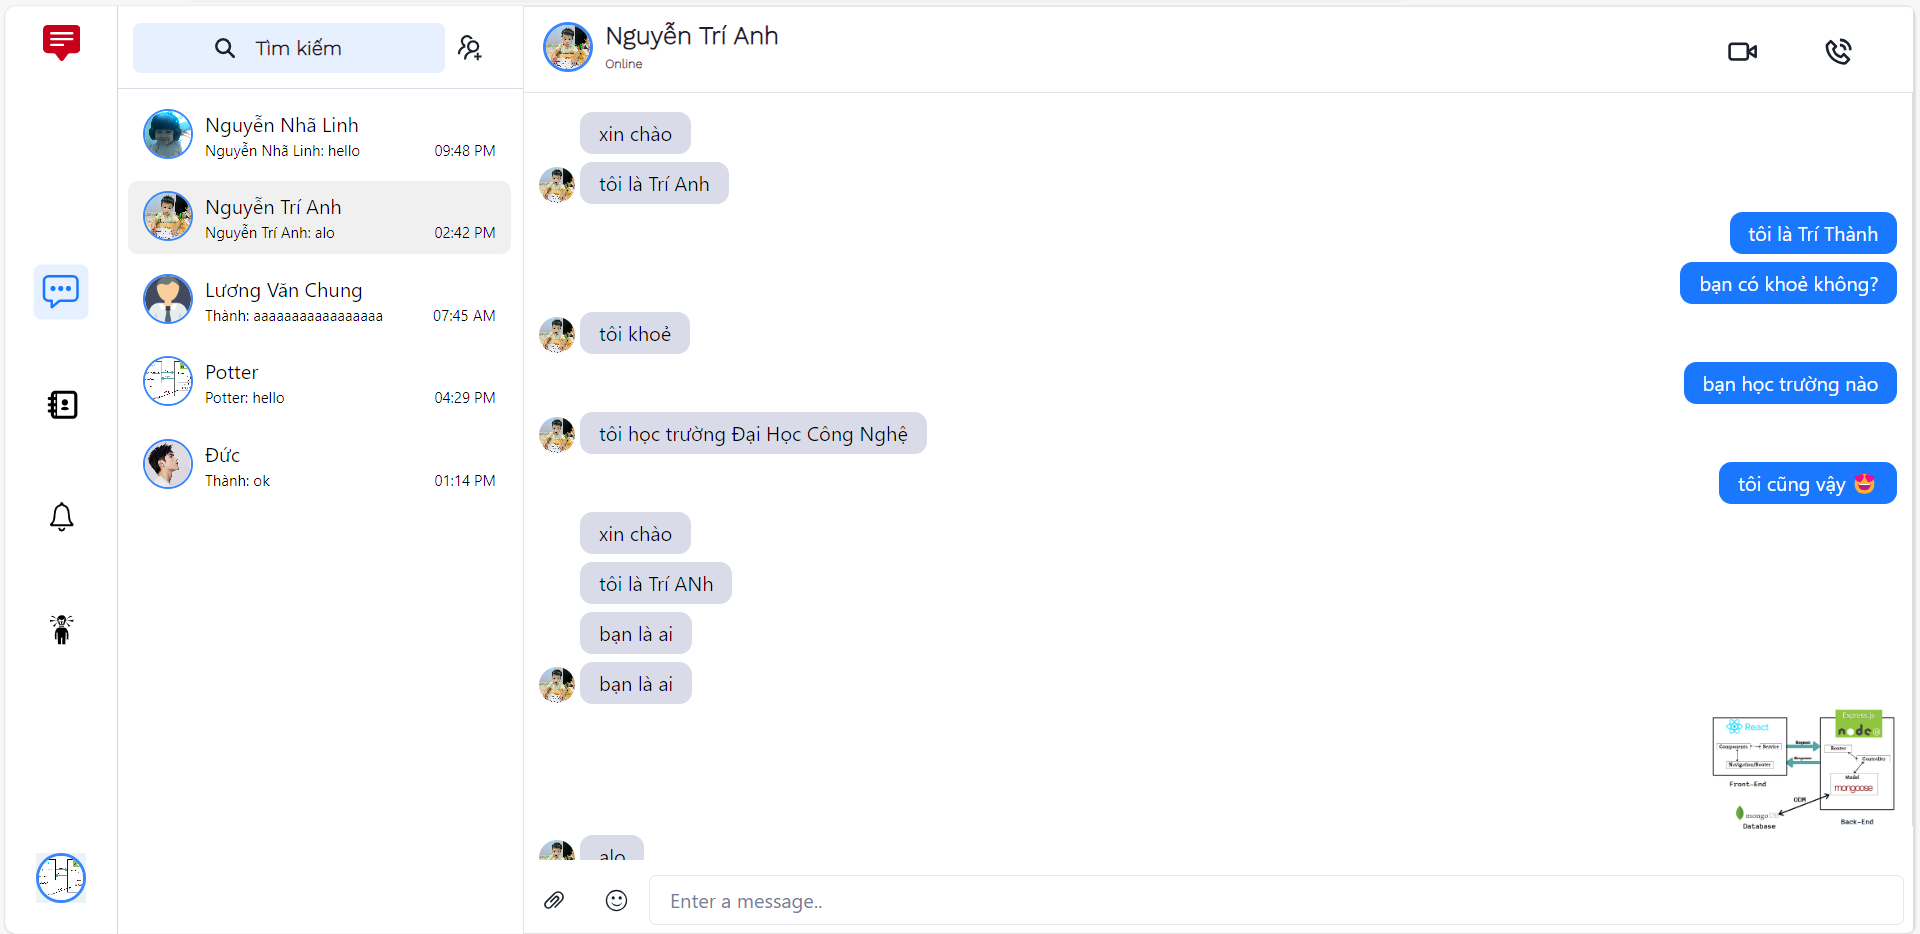 Tìm kiếm
Nguyễn Nhã Linh
Nguyễn Nhã Linh: hello
09:48 PM
Nguyễn Trí Anh
Nguyễn Trí Anh: alo
02:42 PM
Lương Văn Chung
Thành: aaaaaaaaaaaaaaaaa
07:45 AM
Potter
Potter: hello
04:29 PM
Đức
Thành: ok
01:14 PM
Nguyễn Trí Anh
Online
xin chào
tôi là Trí Anh
tôi là Trí Thành
bạn có khoẻ không?
tôi khoẻ
bạn học trường nào
tôi học trường Đại Học Công Nghệ
tôi cũng vậy 🤩
xin chào
tôi là Trí ANh
bạn là ai
bạn là ai
React
Components
Service
Navigation/Router
Front-End
Request
Response
Express.js
node
Router
Controller
Model
mongoose
Back-End
ODM
mongoDB
Database
alo
Enter a message..